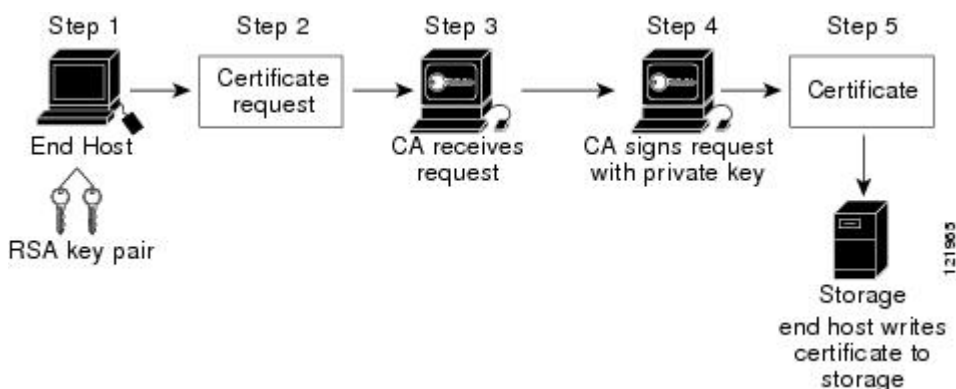 Step 1
Step 2
Step 3
Step 4
Step 5
Certificate
request
Certificate
End Host
CA receives
request
CA signs request
with private key
RSA key pair
Storage
end host writes
certificate to
storage
121965